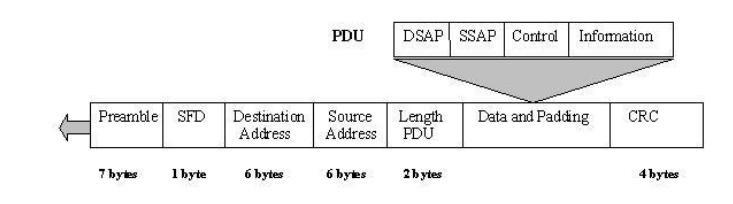 PDU DSAP SSAP Control Information
Preamble SFD Destination Address Source Address Length PDU Data and Padding CRC
7 bytes 1 byte 6 bytes 6 bytes 2 bytes 4 bytes